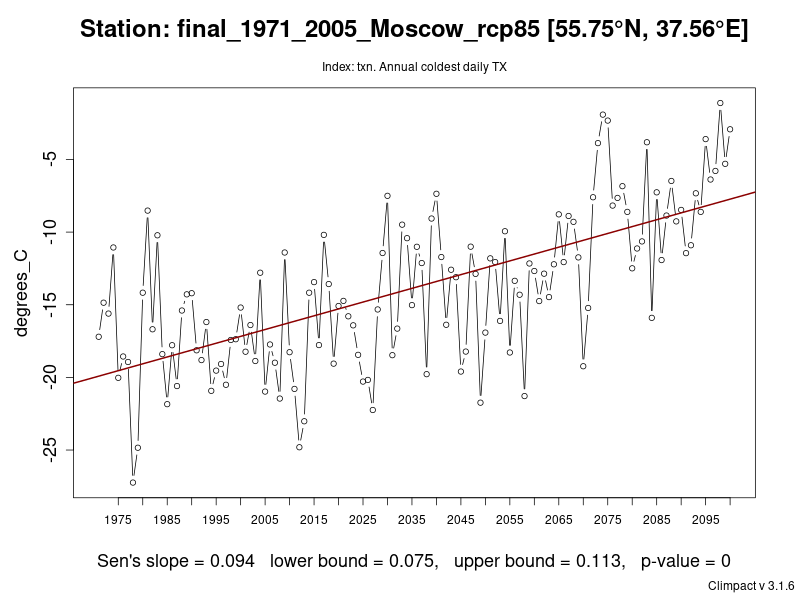 Station: final_1971_2005_Moscow_rcp85 [55.75°N, 37.56°E]
Index: txn. Annual coldest daily TX
degrees_C
-5
-10
-15
-20
-25
1975 1985 1995 2005 2015 2025 2035 2045 2055 2065 2075 2085 2095
Sen's slope = 0.094 lower bound = 0.075, upper bound = 0.113, p-value = 0
Climpact v 3.1.6